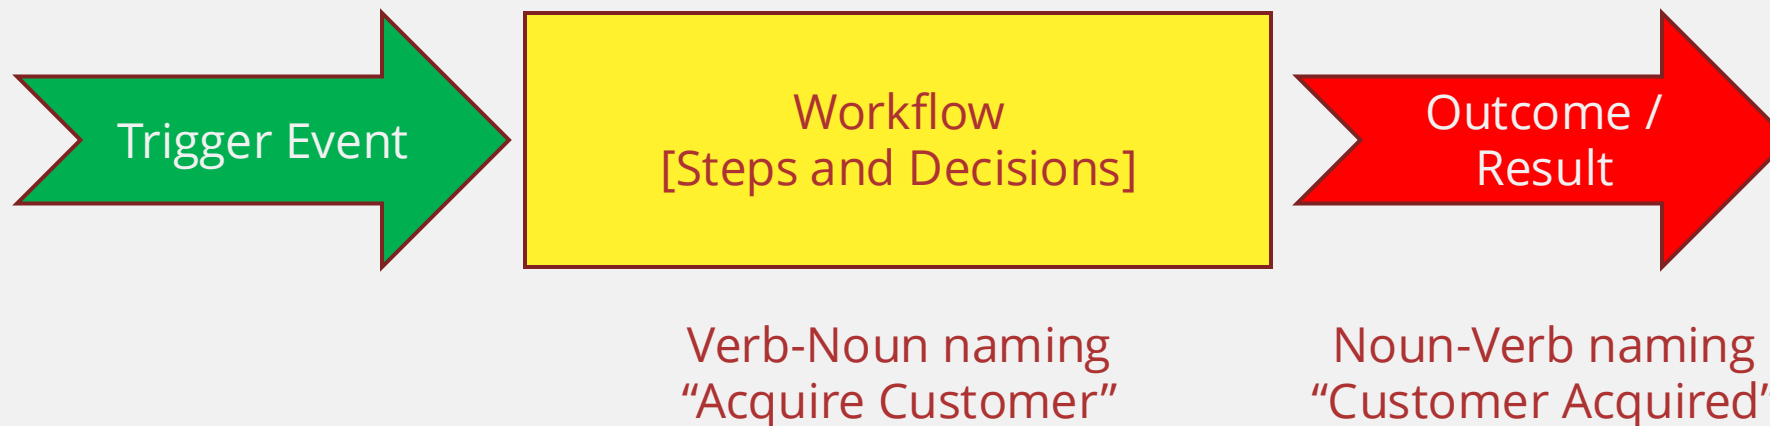 Trigger Event
Workflow
[Steps and Decisions]
Outcome /
Result
Verb-Noun naming
“Acquire Customer”
Noun-Verb naming
“Customer Acquired”